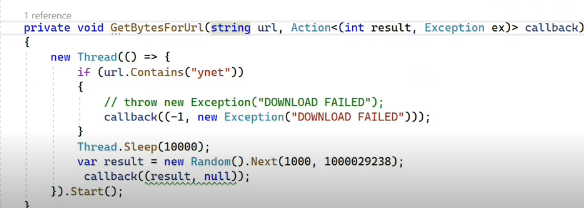 1 reference
private void GetBytesForUrl(string url, Action<(int result, Exception ex)> callback)
{
new Thread(() => {
if (url.Contains("ynet"))
{
// throw new Exception("DOWNLOAD FAILED");
callback((-1, new Exception("DOWNLOAD FAILED")));
}
Thread.Sleep(10000);
var result = new Random().Next(1000, 1000029238);
callback((result, null));
}).Start();
}